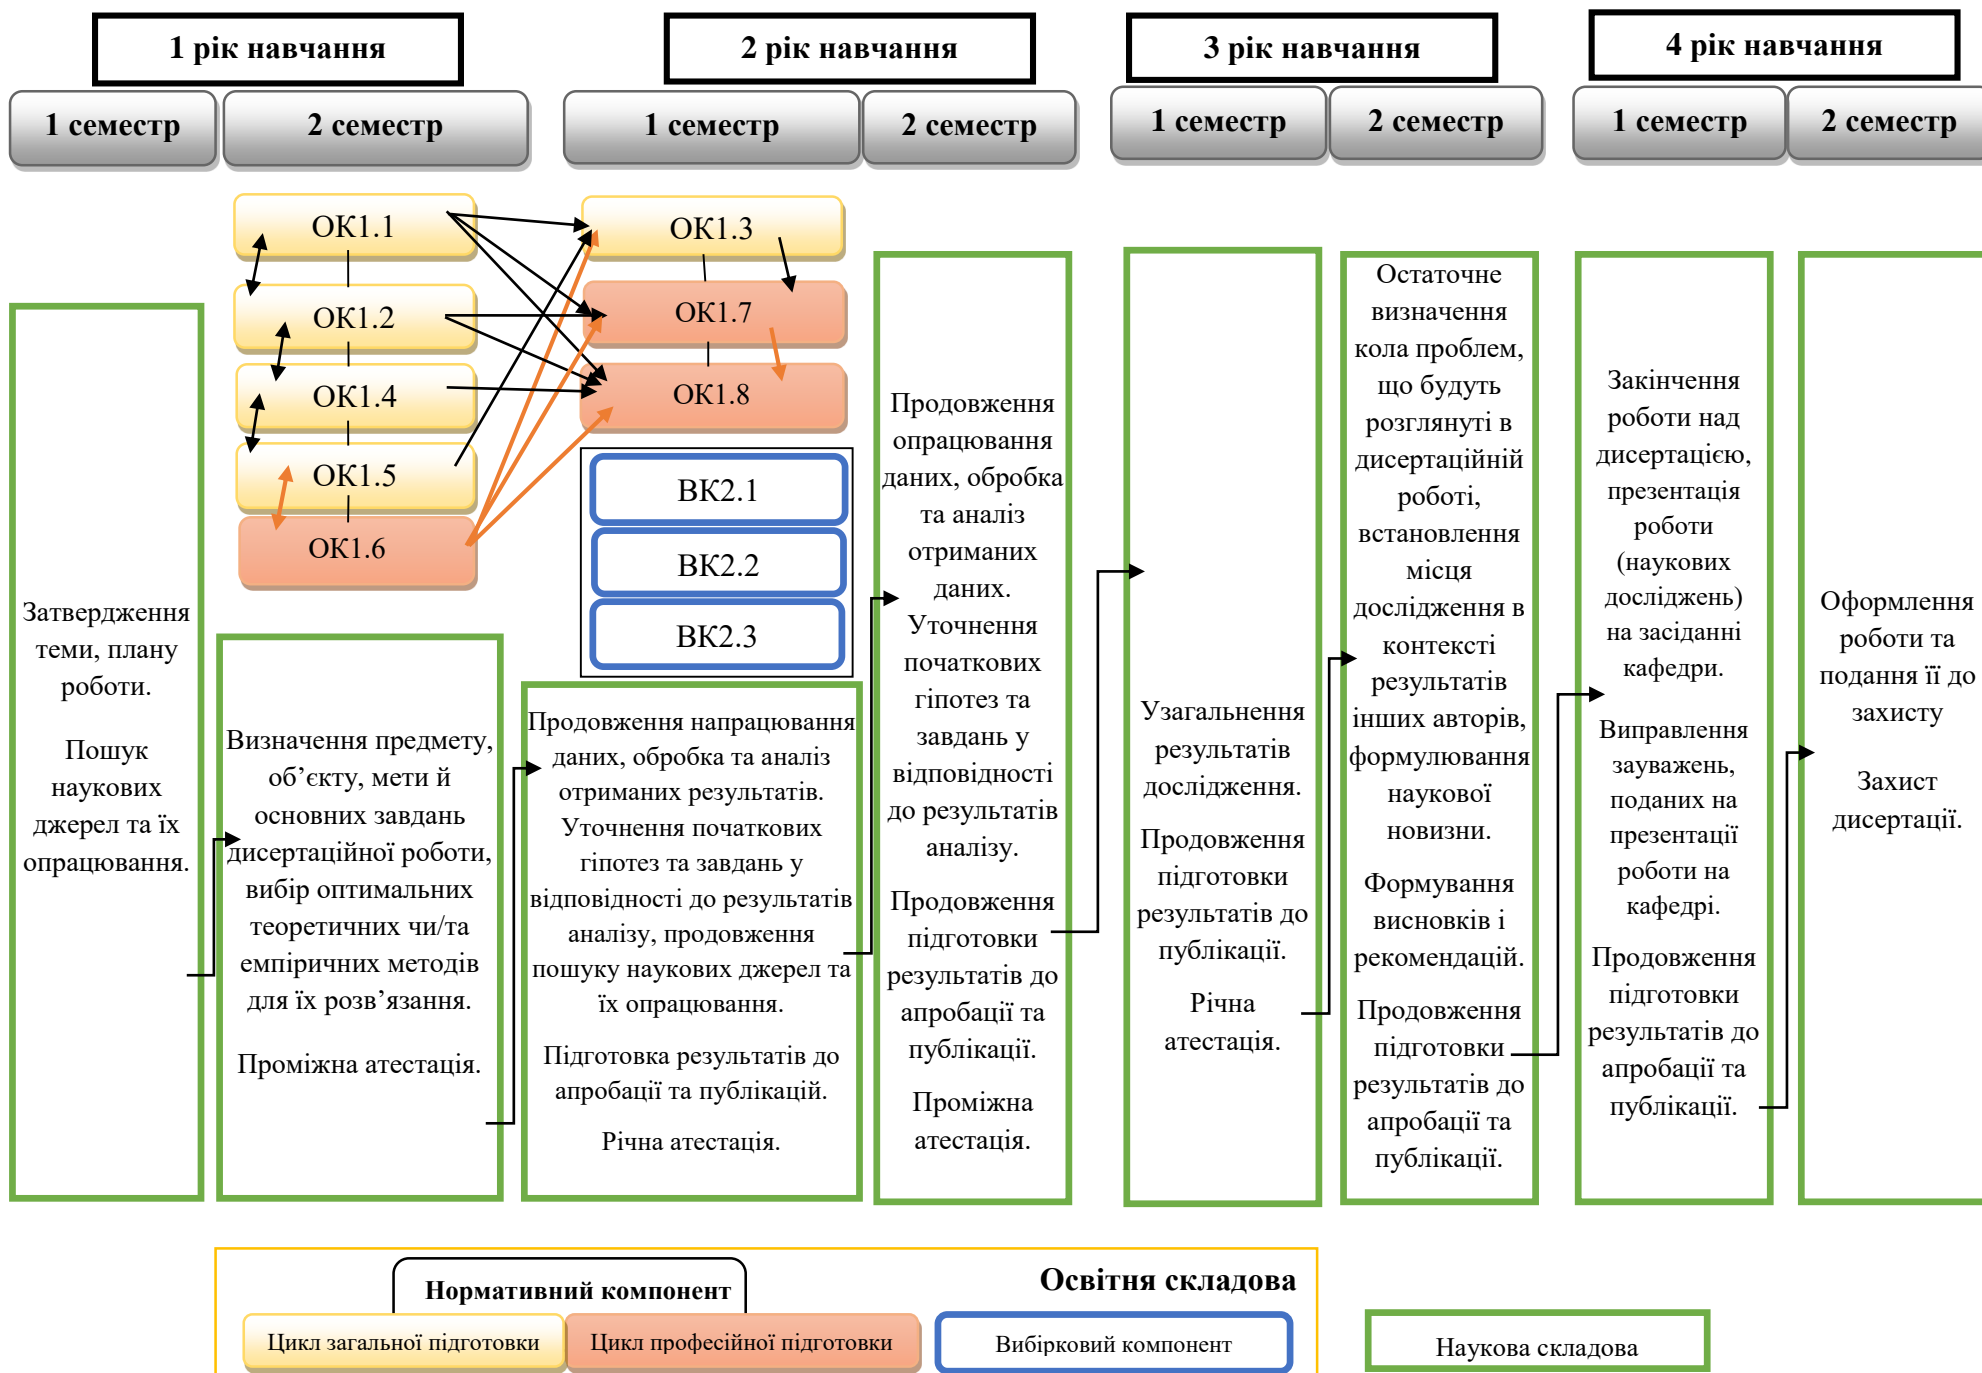 1 рік навчання
2 рік навчання
3 рік навчання
4 рік навчання
1 семестр
2 семестр
1 семестр
2 семестр
1 семестр
2 семестр
1 семестр
2 семестр
ОК1.1
ОК1.2
ОК1.4
ОК1.5
ОК1.6
ОК1.3
ОК1.7
ОК1.8
ВК2.1
ВК2.2
ВК2.3
Затвердження
теми, плану
роботи.
Пошук
наукових
джерел та їх
опрацювання.
Визначення предмету,
об’єкту, мети й
основних завдань
дисертаційної роботи,
вибір оптимальних
теоретичних чи/та
емпіричних методів
для їх розв’язання.
Проміжна атестація.
Продовження напрацювання
даних, обробка та аналіз
отриманих результатів.
Уточнення початкових
гіпотез та завдань у
відповідності до результатів
аналізу, продовження
пошуку наукових джерел та
їх опрацювання.
Підготовка результатів до
апробації та публікацій.
Річна атестація.
Продовження
опрацювання
даних, обробка
та аналіз
отриманих
даних.
Уточнення
початкових
гіпотез та
завдань у
відповідності
до результатів
аналізу.
Продовження
підготовки
результатів до
апробації та
публікації.
Проміжна
атестація.
Узагальнення
результатів
дослідження.
Продовження
підготовки
результатів до
публікації.
Річна
атестація.
Остаточне
визначення
кола проблем,
що будуть
розглянуті в
дисертаційній
роботі,
встановлення
місця
дослідження в
контексті
результатів
інших авторів,
формулювання
наукової
новизни.
Формування
висновків і
рекомендацій.
Продовження
підготовки
результатів до
апробації та
публікації.
Закінчення
роботи над
дисертацією,
презентація
роботи
(наукових
досліджень)
на засіданні
кафедри.
Виправлення
зауважень,
поданих на
презентації
роботи на
кафедрі.
Продовження
підготовки
результатів до
апробації та
публікації.
Оформлення
роботи та
подання її до
захисту
Захист
дисертації.
Освітня складова
Нормативний компонент
Цикл загальної підготовки
Цикл професійної підготовки
Вибірковий компонент
Наукова складова